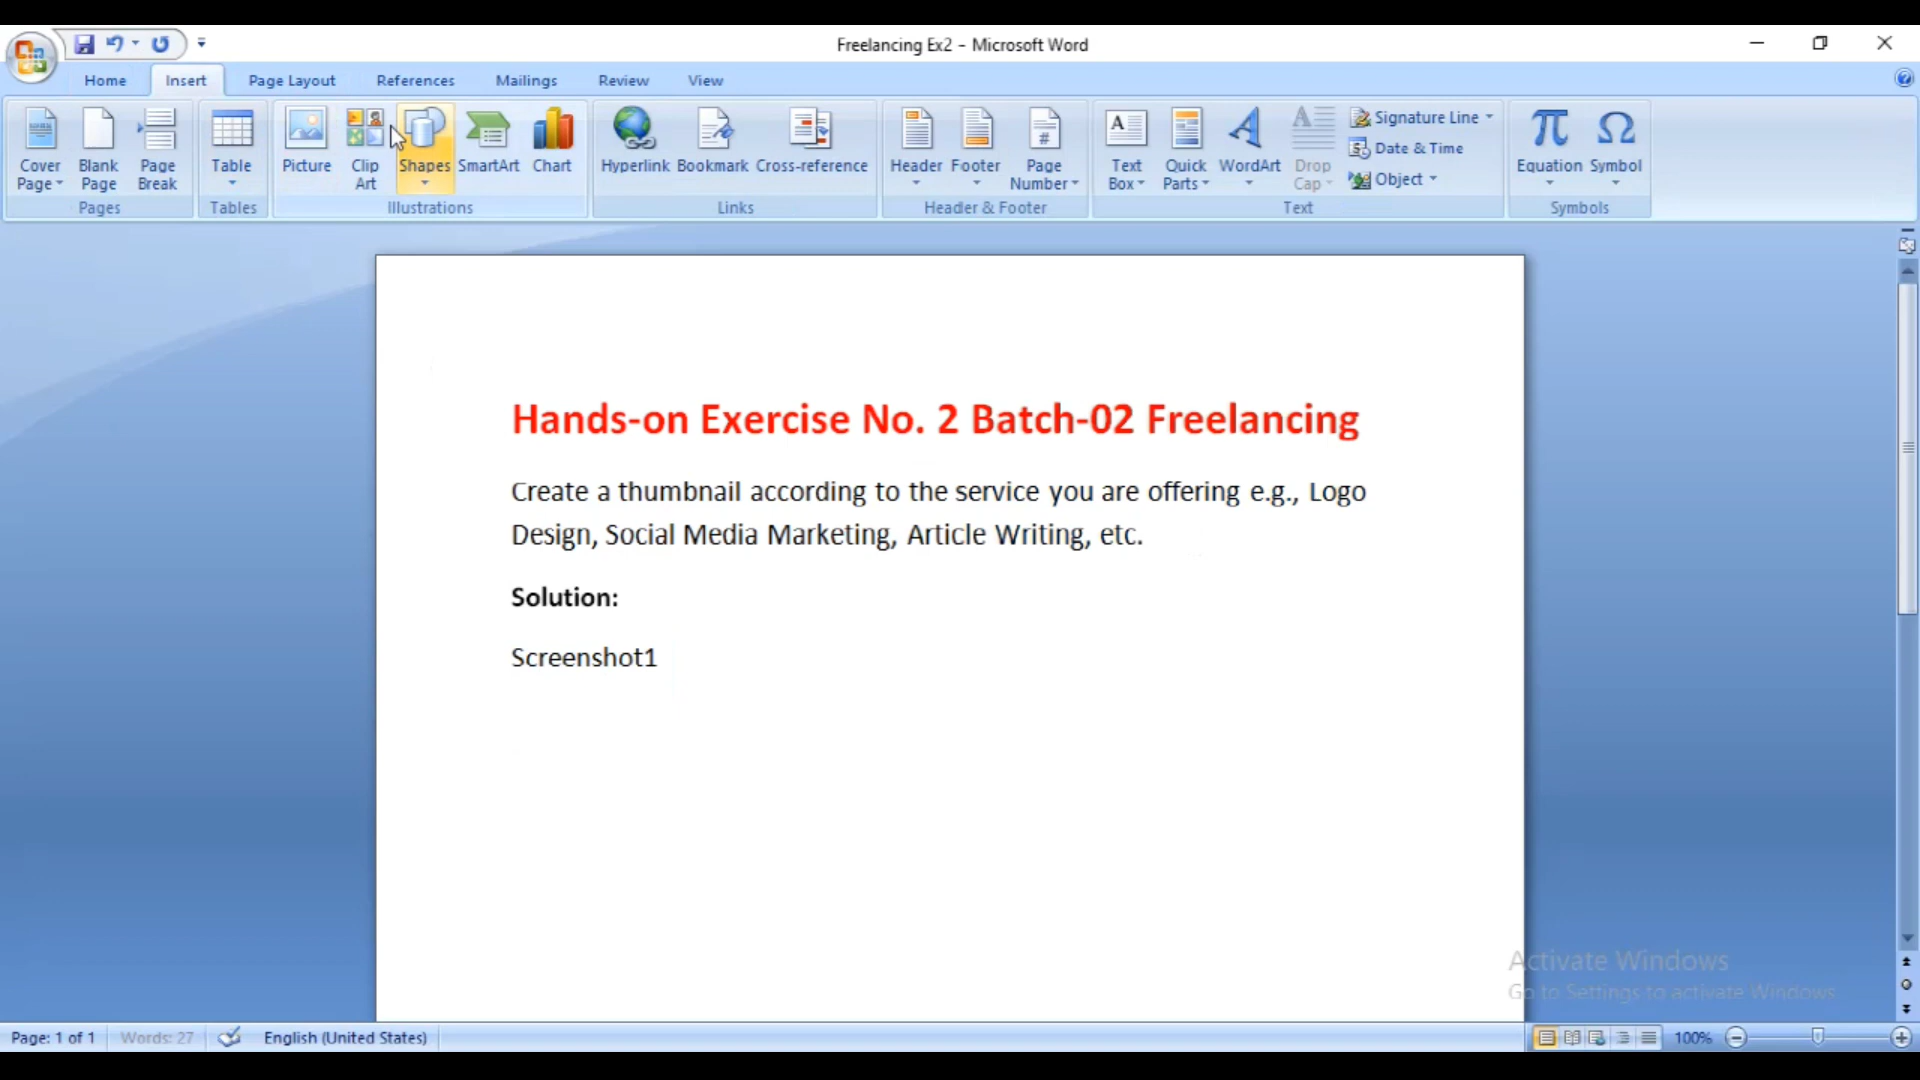 Freelancing Ex2 - Microsoft Word
Home Insert Page Layout References Mailings Review View
Cover Page Blank Page Page Break Table Picture Clip Art Shapes SmartArt Chart Hyperlink Bookmark Cross-reference Header Footer Page Number Text Box Quick Parts WordArt Drop Cap Signature Line Date & Time Object Equation Symbol
Pages Tables Illustrations Links Header & Footer Text Symbols
Hands-on Exercise No. 2 Batch-02 Freelancing
Create a thumbnail according to the service you are offering e.g., Logo
Design, Social Media Marketing, Article Writing, etc.
Solution:
Screenshot1
Activate Windows
Go to Settings to activate Windows
Page: 1 of 1 Words: 27 English (United States) 100%